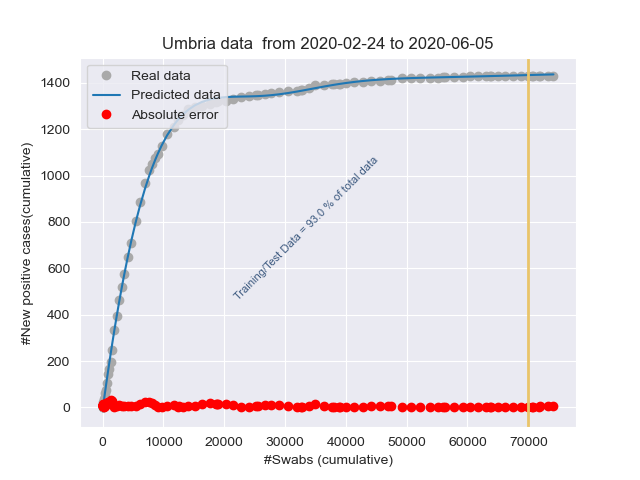 Umbria data  from 2020-02-24 to 2020-06-05
#New positive cases(cumulative)
1400
1200
1000
800
600
400
200
0
Real data
Predicted data
Absolute error
Training/Test Data = 93.0 % of total data
0 10000 20000 30000 40000 50000 60000 70000
#Swabs (cumulative)